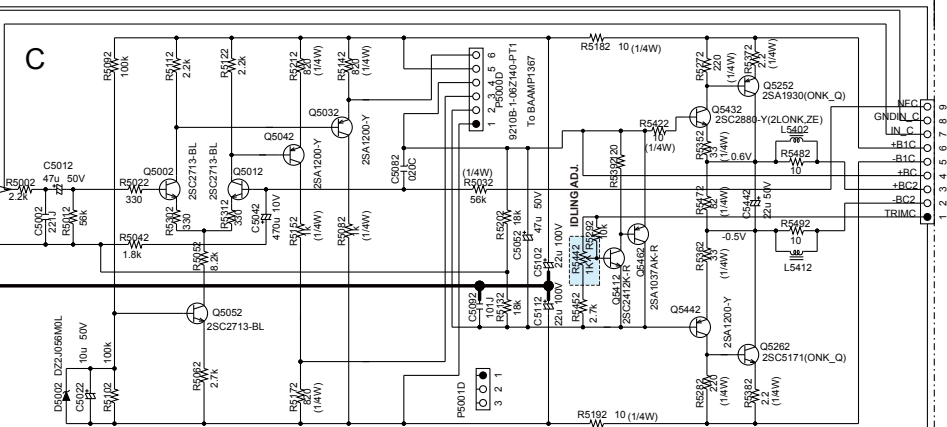 C
R5002
2.2k
C5012
47u 50V
C5002
221J
R5012
56k
R5022
330
R5042
1.8k
R5092
100k
R5112
2.2k
R5122
2.2k
R5212
820
(1/4W)
R5142
820
(1/4W)
Q5002
2SC2713-BL
Q5012
2SC2713-BL
R5302
330
R5312
330
C5042
470u 10V
Q5042
2SA1200-Y
Q5032
2SA1200-Y
R5152
1k
(1/4W)
R5082
1k
(1/4W)
R5052
8.2k
Q5052
2SC2713-BL
R5062
2.7k
D5002 DZ2J056M0L
C5022 10u 50V
R5102 100k
R5172
820
(1/4W)
C5082
020C
P5000D
9210B-1-06Z140-PT1
To BAAMP1367
6
5
4
3
2
1
(1/4W)
R5032
56k
R5202
18k
C5052
47u 50V
C5102
22u 100V
C5092
101J
R5132
18k
C5112
22u 100V
P5001D
1
2
3
R5182 10 (1/4W)
R5192 10 (1/4W)
IDLING ADJ.
R5442
1K
R5452
2.7k
R5292
10k
R5392
120
Q5412
2SC2412K-R
Q5462
2SA1037AK-R
R5422
10
(1/4W)
Q5432
2SC2880-Y(2LONK,ZE)
R5272
220
(1/4W)
R5372
2.2
(1/4W)
Q5252
2SA1930(ONK_Q)
R5352
33
(1/4W)
0.6V
R5472
82
(1/4W)
C5442
22u 50V
-0.5V
R5362
33
(1/4W)
Q5442
2SA1200-Y
Q5262
2SC5171(ONK_Q)
R5282
220
(1/4W)
R5382
2.2
(1/4W)
L5402
R5482
10
R5492
10
L5412
NFC 9
GNDIN_C 8
IN_C 7
+B1C 6
-B1C 5
+BC 4
+BC2 3
-BC2 2
TRIMC 1